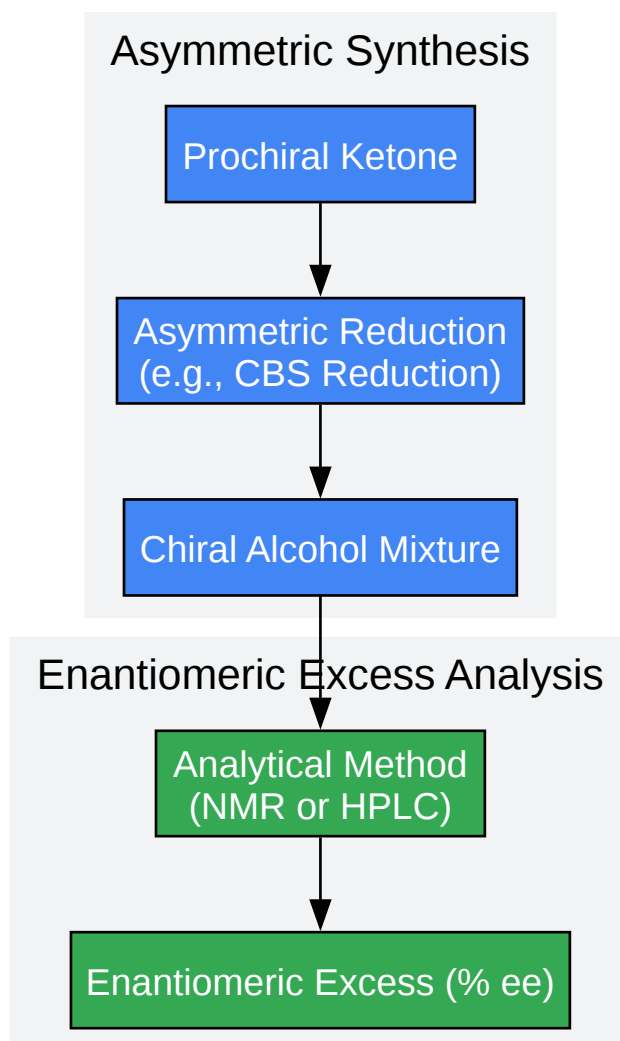 Asymmetric Synthesis
Prochiral Ketone
Asymmetric Reduction
(e.g., CBS Reduction)
Chiral Alcohol Mixture
Enantiomeric Excess Analysis
Analytical Method
(NMR or HPLC)
Enantiomeric Excess (% ee)